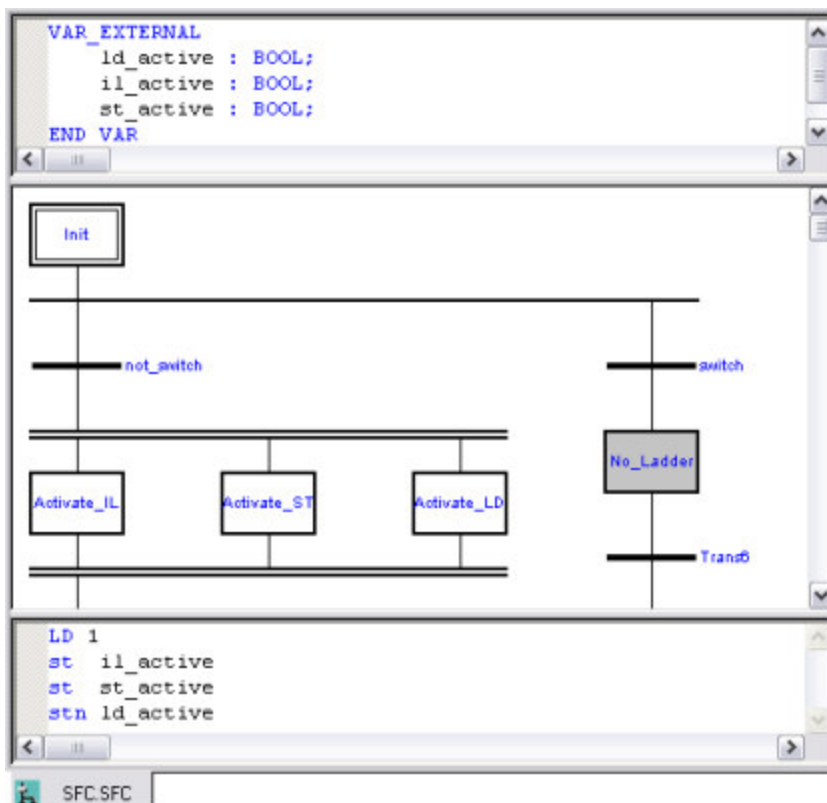 VAR_EXTERNAL
ld_active : BOOL;
il_active : BOOL;
st_active : BOOL;
END VAR
Init
not_switch
switch
No_Ladder
Activate_IL
Activate_ST
Activate_LD
Trans6
LD 1
st il_active
st st_active
stn ld_active
SFC.SFC